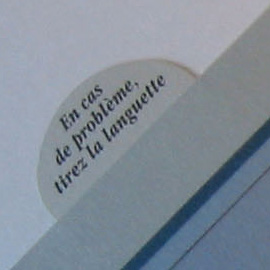 En cas
de problème,
tirez la languette